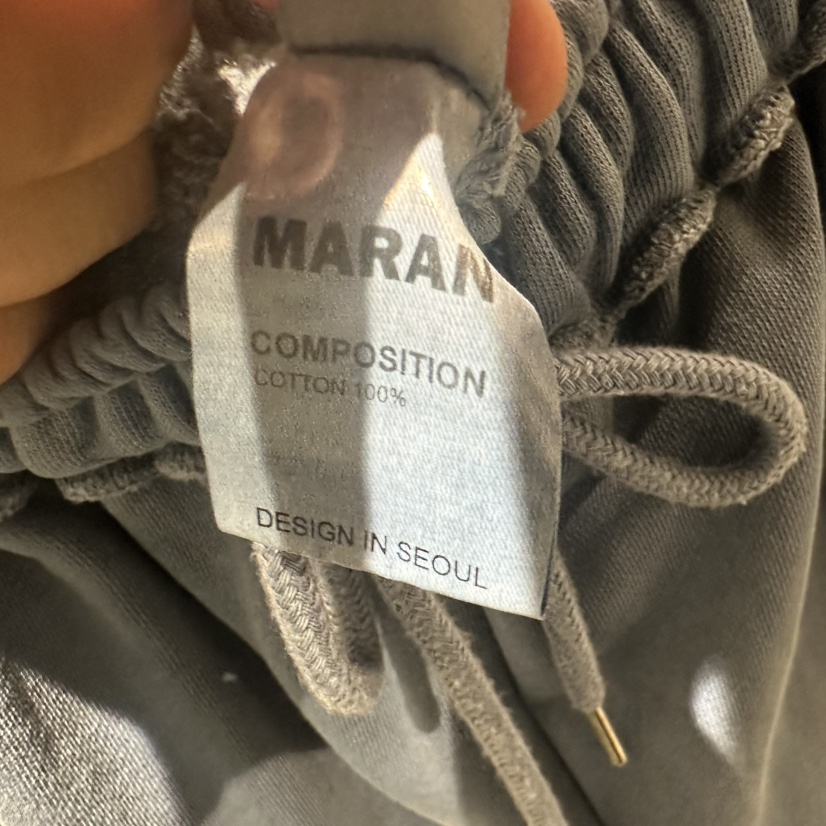 MARAN
COMPOSITION
COTTON 100%
DESIGN IN SEOUL